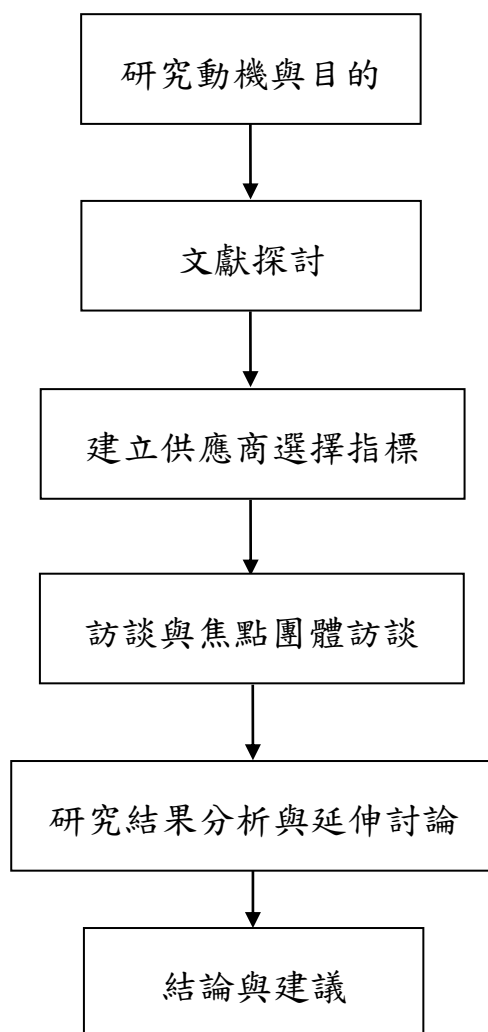 研究動機與目的
文獻探討
建立供應商選擇指標
訪談與焦點團體訪談
研究結果分析與延伸討論
結論與建議